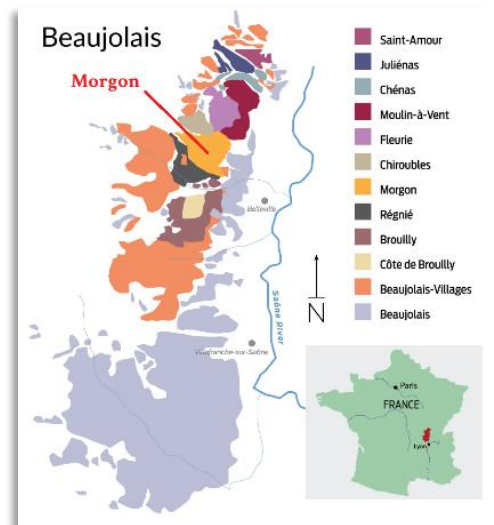 Beaujolais
Morgon
Saint-Amour
Juliénas
Chénas
Moulin-à-Vent
Fleurie
Chiroubles
Morgon
Régnié
Brouilly
Côte de Brouilly
Beaujolais-Villages
Beaujolais
Belleville
Saône River
N
Villefranche-sur-Saône
Paris
FRANCE
Lyon